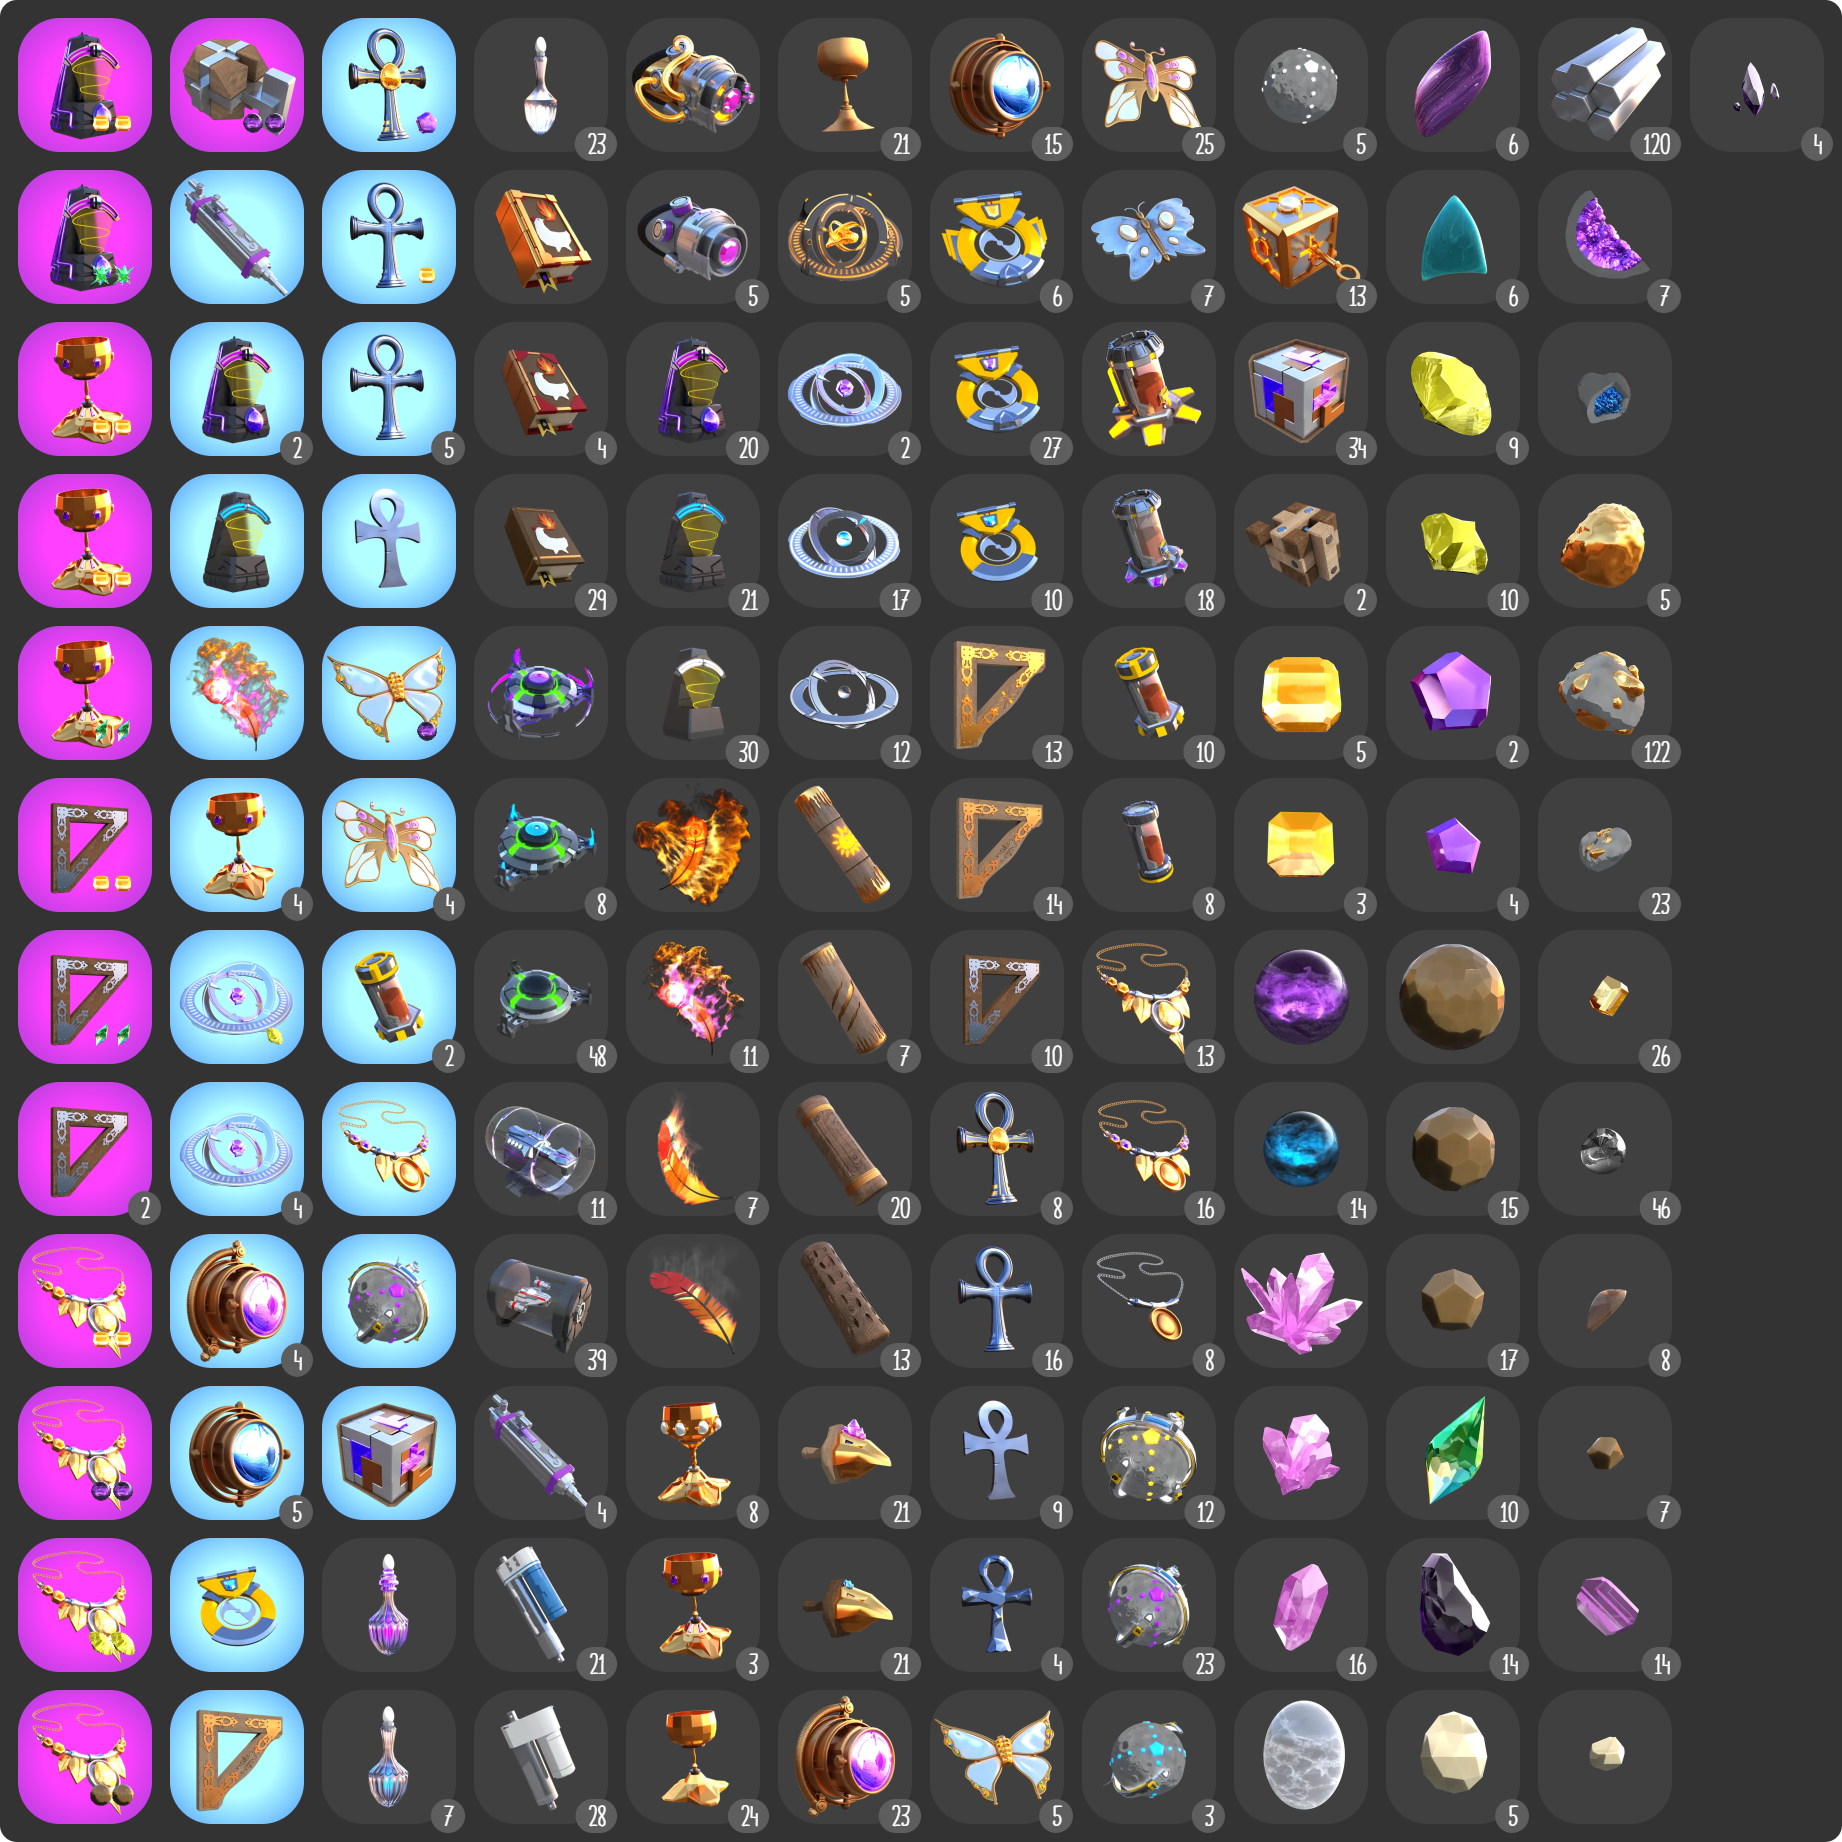 23 21 15 25 5 6 120 4
5 5 6 7 13 6 7
2 5 4 20 2 27 34 9
29 21 17 10 18 2 10 5
30 12 13 10 5 2 122
4 4 8 14 8 3 4 23
2 48 11 7 10 13 26
2 4 11 7 20 8 16 14 15 46
4 39 13 16 8 17 8
5 4 8 21 9 12 10 7
21 3 21 4 23 16 14 14
7 28 24 23 5 3 5